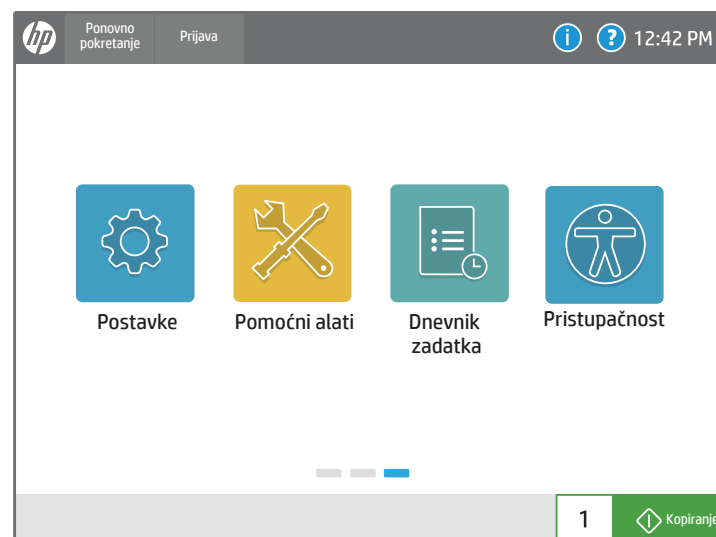 hp
Ponovno
pokretanje
Prijava
i
?
12:42 PM
Postavke
Pomoćni alati
Dnevnik
zadatka
Pristupačnost
1
Kopiranje